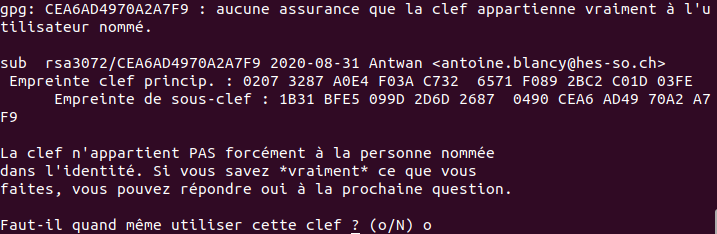 gpg: CEA6AD4970A2A7F9 : aucune assurance que la clef appartienne vraiment à l'u
tilisateur nommé.
sub  rsa3072/CEA6AD4970A2A7F9 2020-08-31 Antwan <antoine.blancy@hes-so.ch>
 Empreinte clef princip. : 0207 3287 A0E4 F03A C732  6571 F089 2BC2 C01D 03FE
      Empreinte de sous-clef : 1B31 BFE5 099D 2D6D 2687  0490 CEA6 AD49 70A2 A7
F9
La clef n'appartient PAS forcément à la personne nommée
dans l'identité. Si vous savez *vraiment* ce que vous
faites, vous pouvez répondre oui à la prochaine question.
Faut-il quand même utiliser cette clef ? (o/N) o